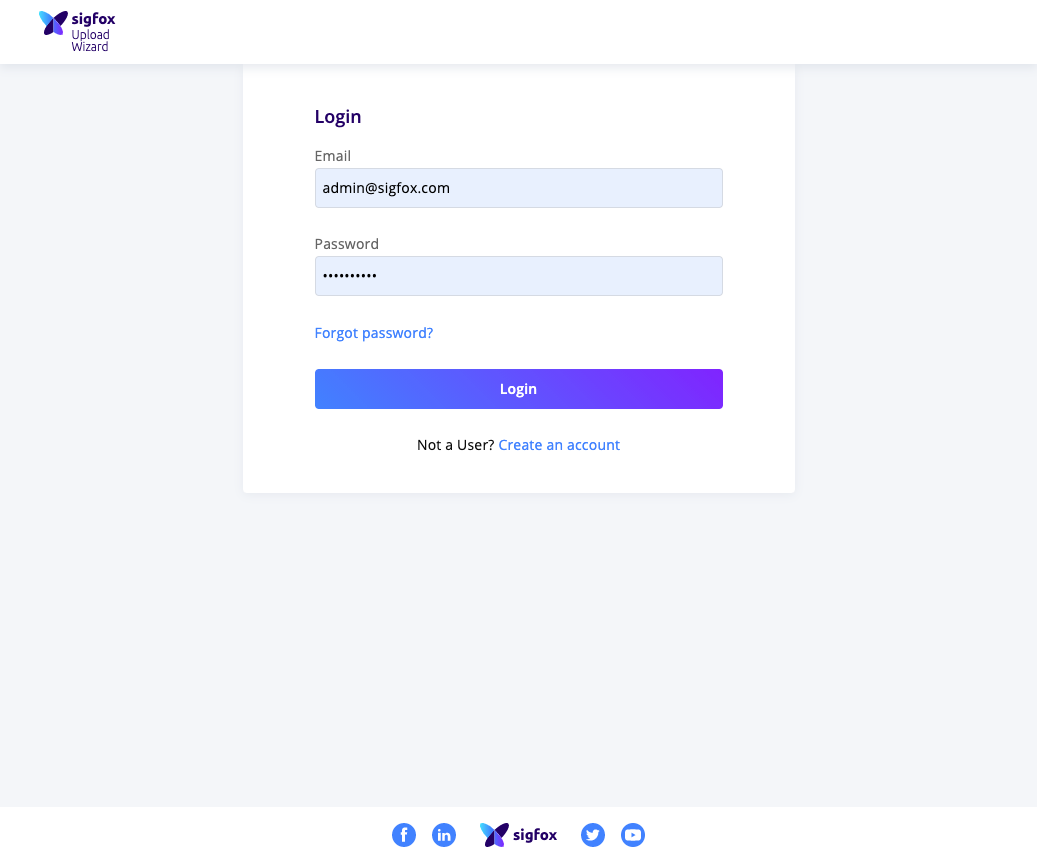 sigfox
Upload
Wizard
Login
Email
admin@sigfox.com
Password
••••••••••
Forgot password?
Login
Not a User? Create an account
sigfox